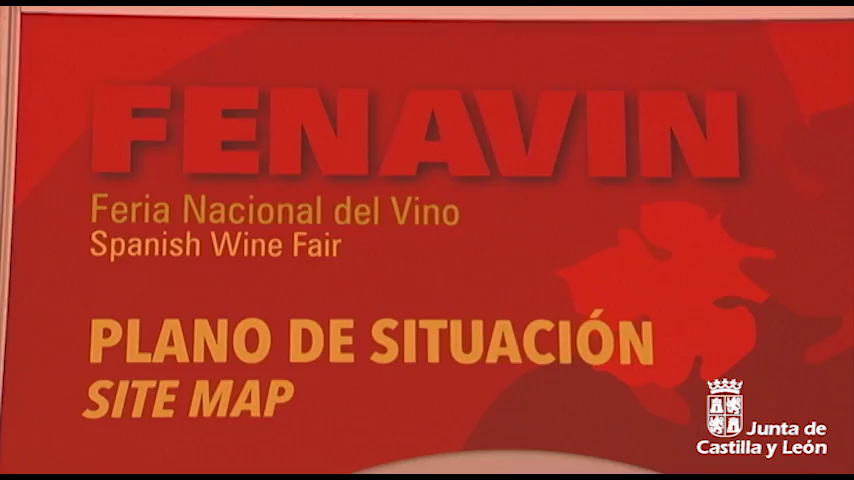 FENAVIN
Feria Nacional del Vino
Spanish Wine Fair
PLANO DE SITUACIÓN
SITE MAP
Junta de
Castilla y León